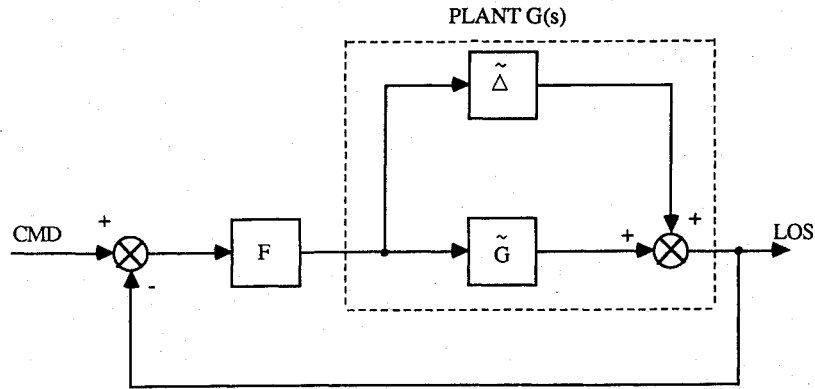 PLANT G(s)
~
Δ
+
CMD
+
F
+
~
G
LOS
-